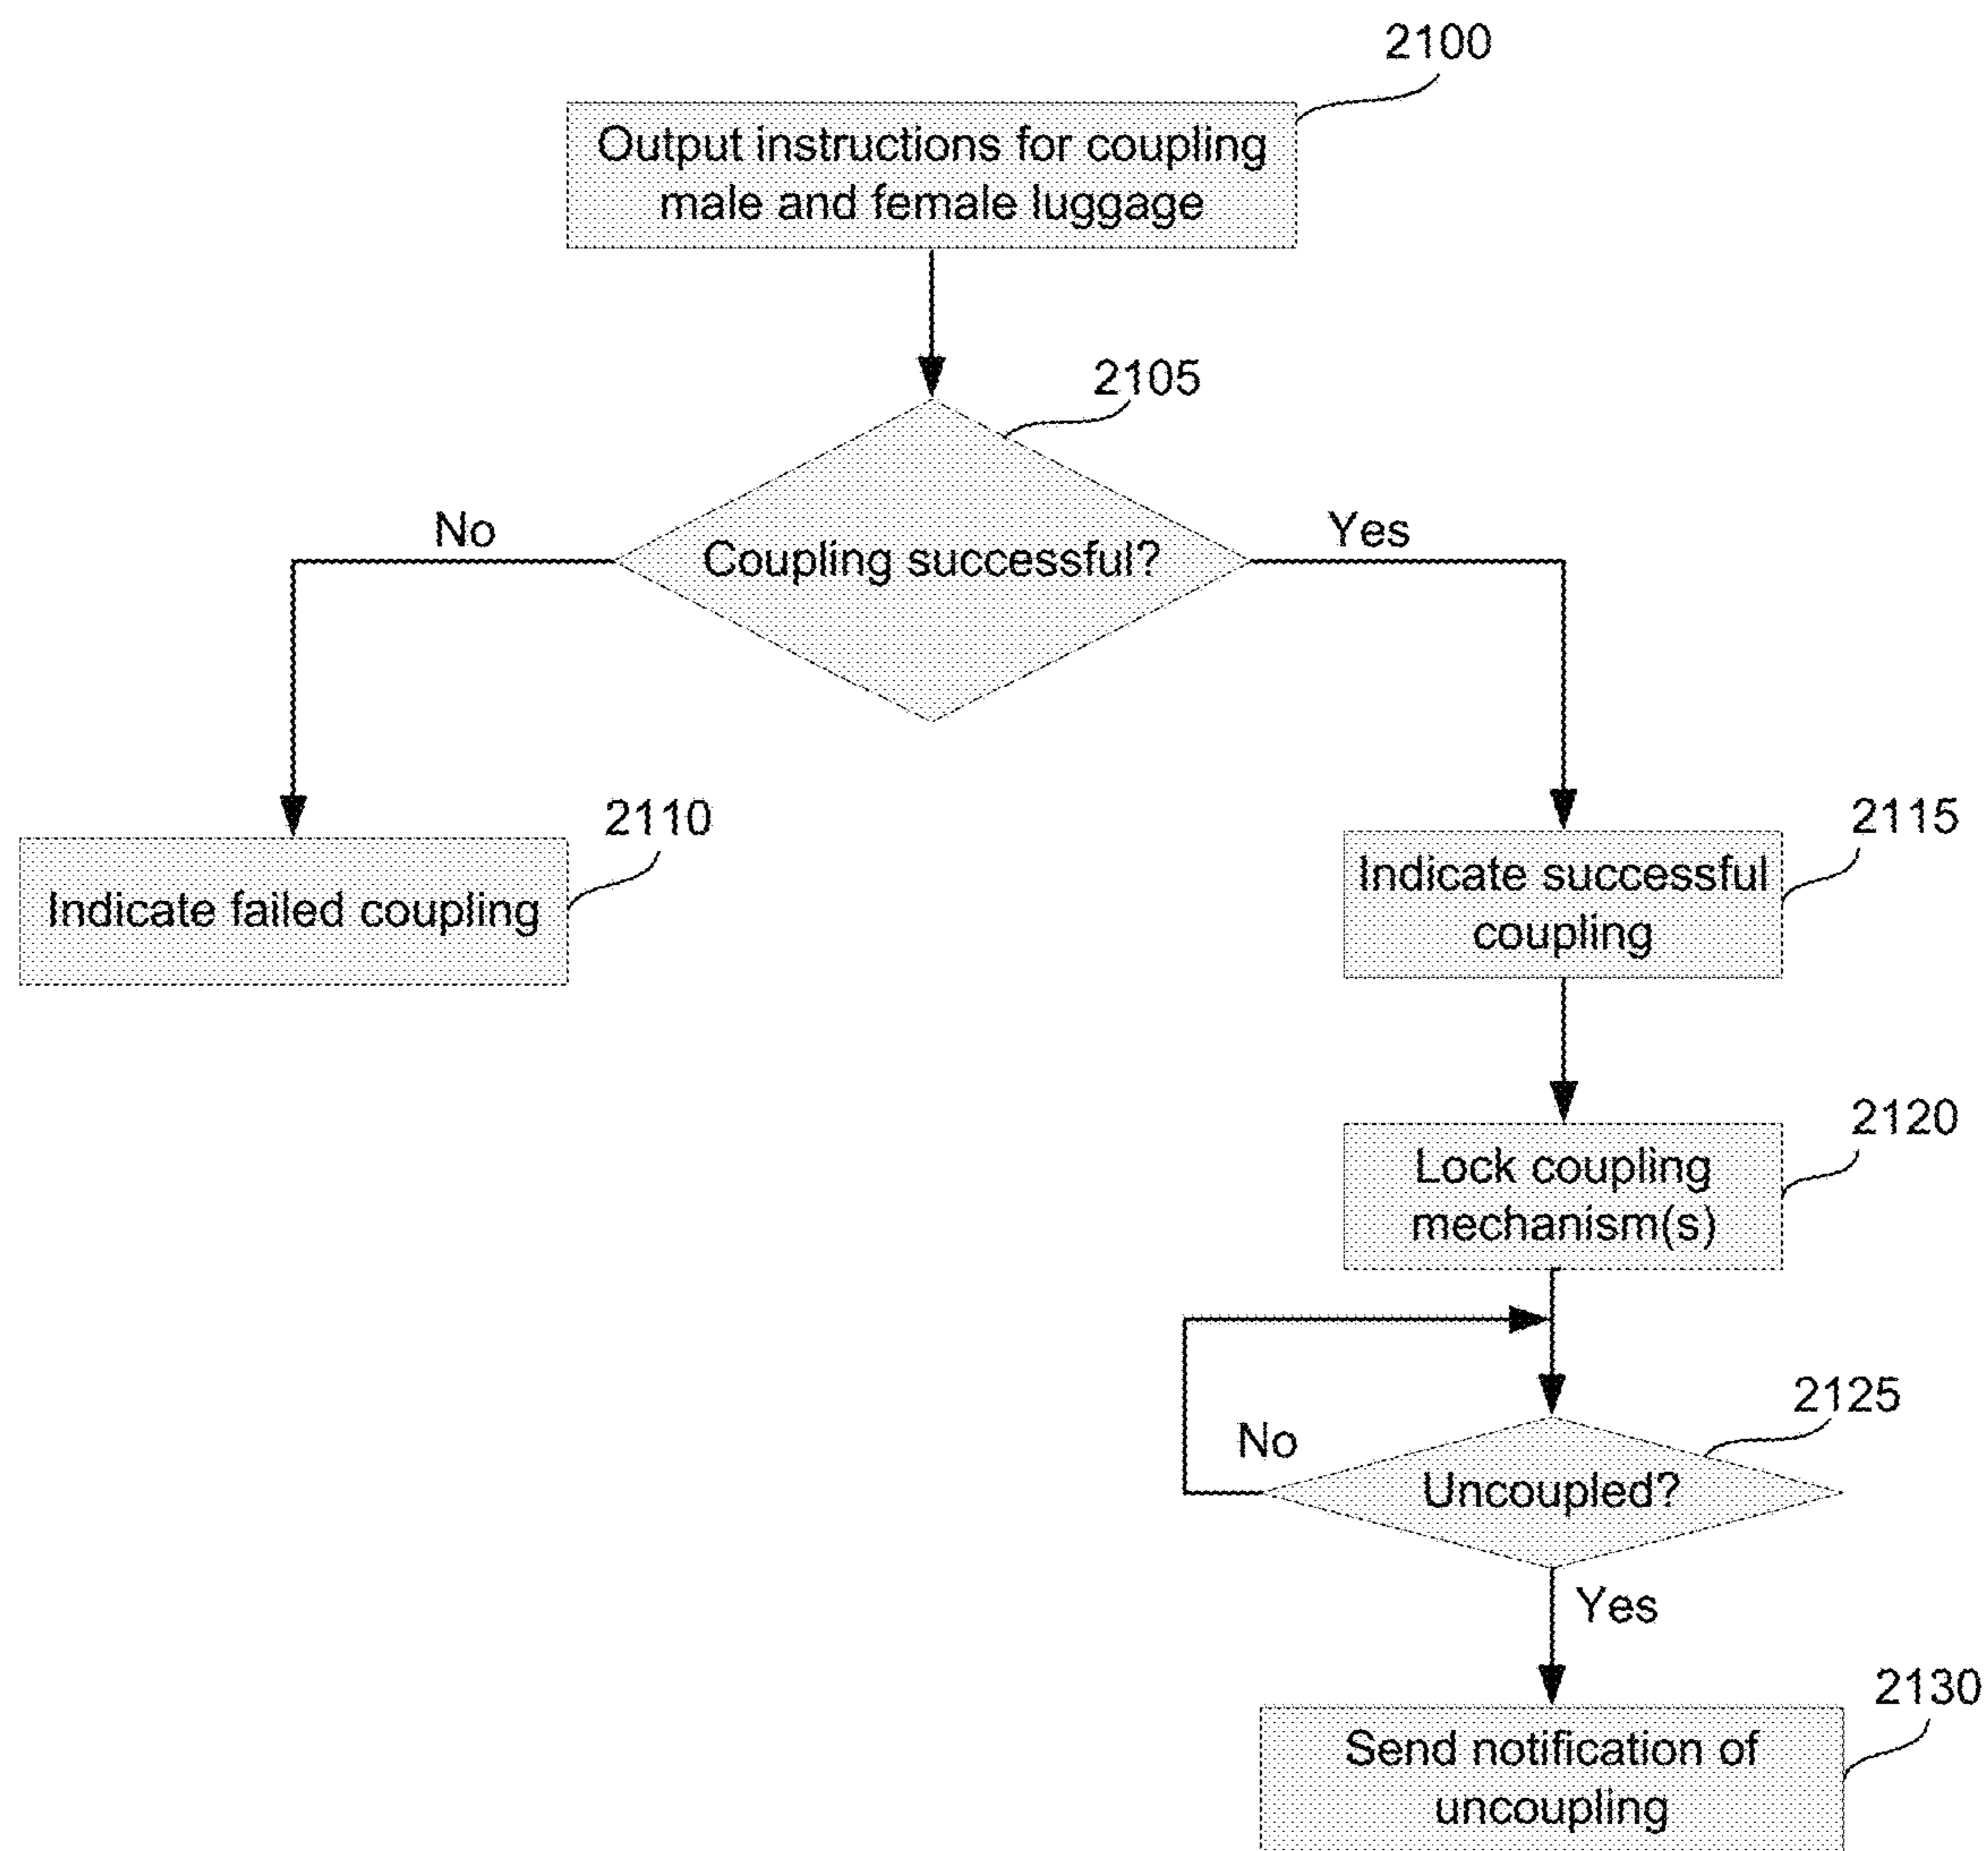 2100
Output instructions for coupling
male and female luggage
2105
No
Coupling successful?
Yes
2110
Indicate failed coupling
2115
Indicate successful
coupling
2120
Lock coupling
mechanism(s)
2125
No
Uncoupled?
Yes
2130
Send notification of
uncoupling